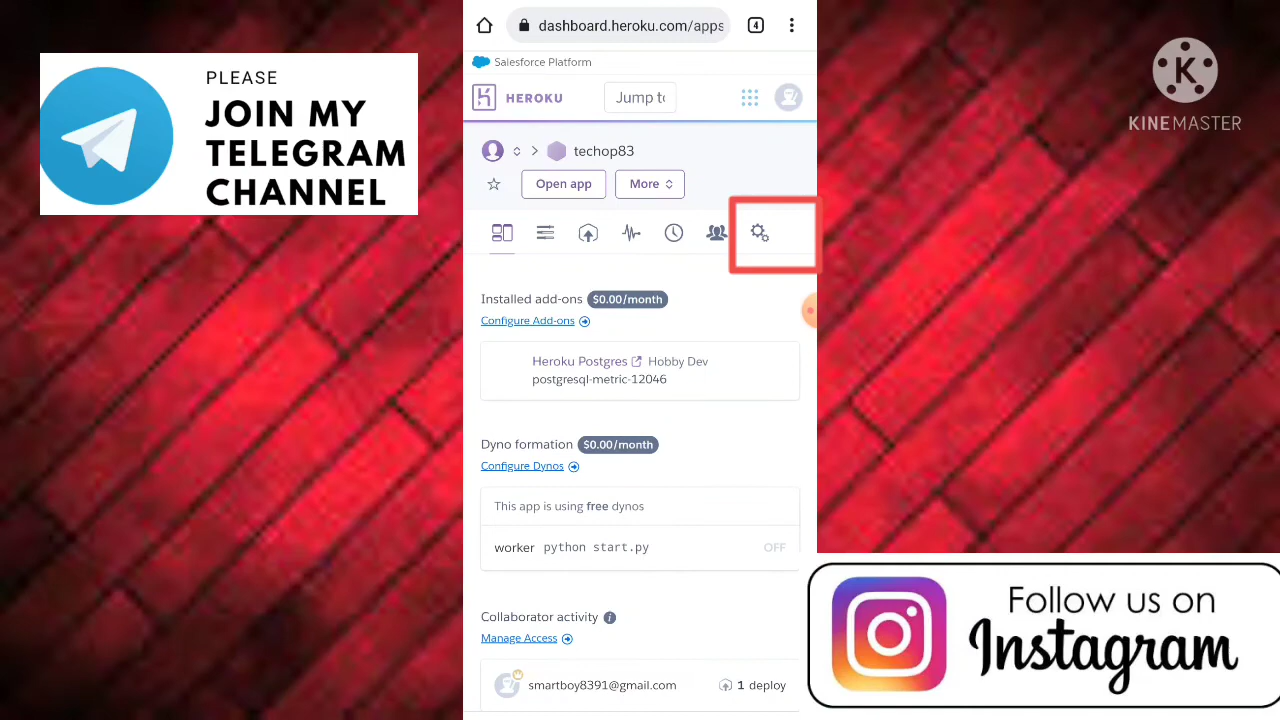 PLEASE
JOIN MY
TELEGRAM
CHANNEL
dashboard.heroku.com/apps
4
Salesforce Platform
HEROKU
Jump to
techop83
Open app
More
Installed add-ons $0.00/month
Configure Add-ons
Heroku Postgres Hobby Dev
postgresql-metric-12046
Dyno formation $0.00/month
Configure Dynos
This app is using free dynos
worker python start.py OFF
Collaborator activity
Manage Access
smartboy8391@gmail.com 1 deploy
K
KINEMASTER
Follow us on
Instagram